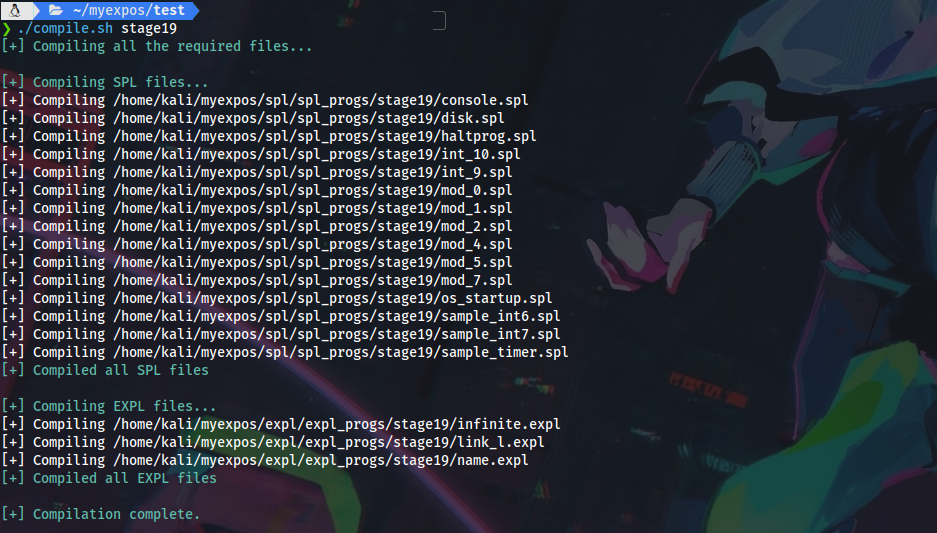 ~/myexpos/test
❯ ./compile.sh stage19
[+] Compiling all the required files...
[+] Compiling SPL files...
[+] Compiling /home/kali/myexpos/spl/spl_progs/stage19/console.spl
[+] Compiling /home/kali/myexpos/spl/spl_progs/stage19/disk.spl
[+] Compiling /home/kali/myexpos/spl/spl_progs/stage19/haltprog.spl
[+] Compiling /home/kali/myexpos/spl/spl_progs/stage19/int_10.spl
[+] Compiling /home/kali/myexpos/spl/spl_progs/stage19/int_9.spl
[+] Compiling /home/kali/myexpos/spl/spl_progs/stage19/mod_0.spl
[+] Compiling /home/kali/myexpos/spl/spl_progs/stage19/mod_1.spl
[+] Compiling /home/kali/myexpos/spl/spl_progs/stage19/mod_2.spl
[+] Compiling /home/kali/myexpos/spl/spl_progs/stage19/mod_4.spl
[+] Compiling /home/kali/myexpos/spl/spl_progs/stage19/mod_5.spl
[+] Compiling /home/kali/myexpos/spl/spl_progs/stage19/mod_7.spl
[+] Compiling /home/kali/myexpos/spl/spl_progs/stage19/os_startup.spl
[+] Compiling /home/kali/myexpos/spl/spl_progs/stage19/sample_int6.spl
[+] Compiling /home/kali/myexpos/spl/spl_progs/stage19/sample_int7.spl
[+] Compiling /home/kali/myexpos/spl/spl_progs/stage19/sample_timer.spl
[+] Compiled all SPL files
[+] Compiling EXPL files...
[+] Compiling /home/kali/myexpos/expl/expl_progs/stage19/infinite.expl
[+] Compiling /home/kali/myexpos/expl/expl_progs/stage19/link_l.expl
[+] Compiling /home/kali/myexpos/expl/expl_progs/stage19/name.expl
[+] Compiled all EXPL files
[+] Compilation complete.